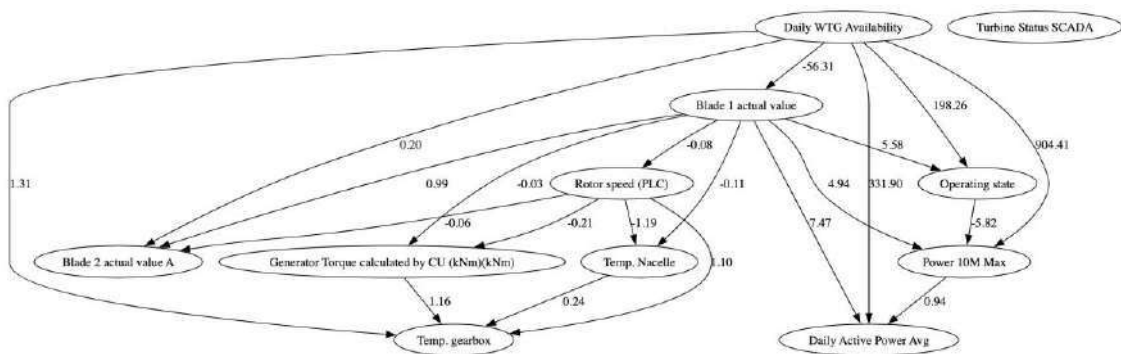 Daily WTG Availability
Turbine Status SCADA
-56.31
Blade 1 actual value
198.26
0.20
-0.08
5.58
904.41
1.31
0.99
-0.03
Rotor speed (PLC)
-0.11
4.94
331.90
Operating state
-0.06
-0.21
-1.19
7.47
-5.82
Blade 2 actual value A
Generator Torque calculated by CU (kNm)(kNm)
Temp. Nacelle
1.10
Power 10M Max
1.16
0.24
0.94
Temp. gearbox
Daily Active Power Avg